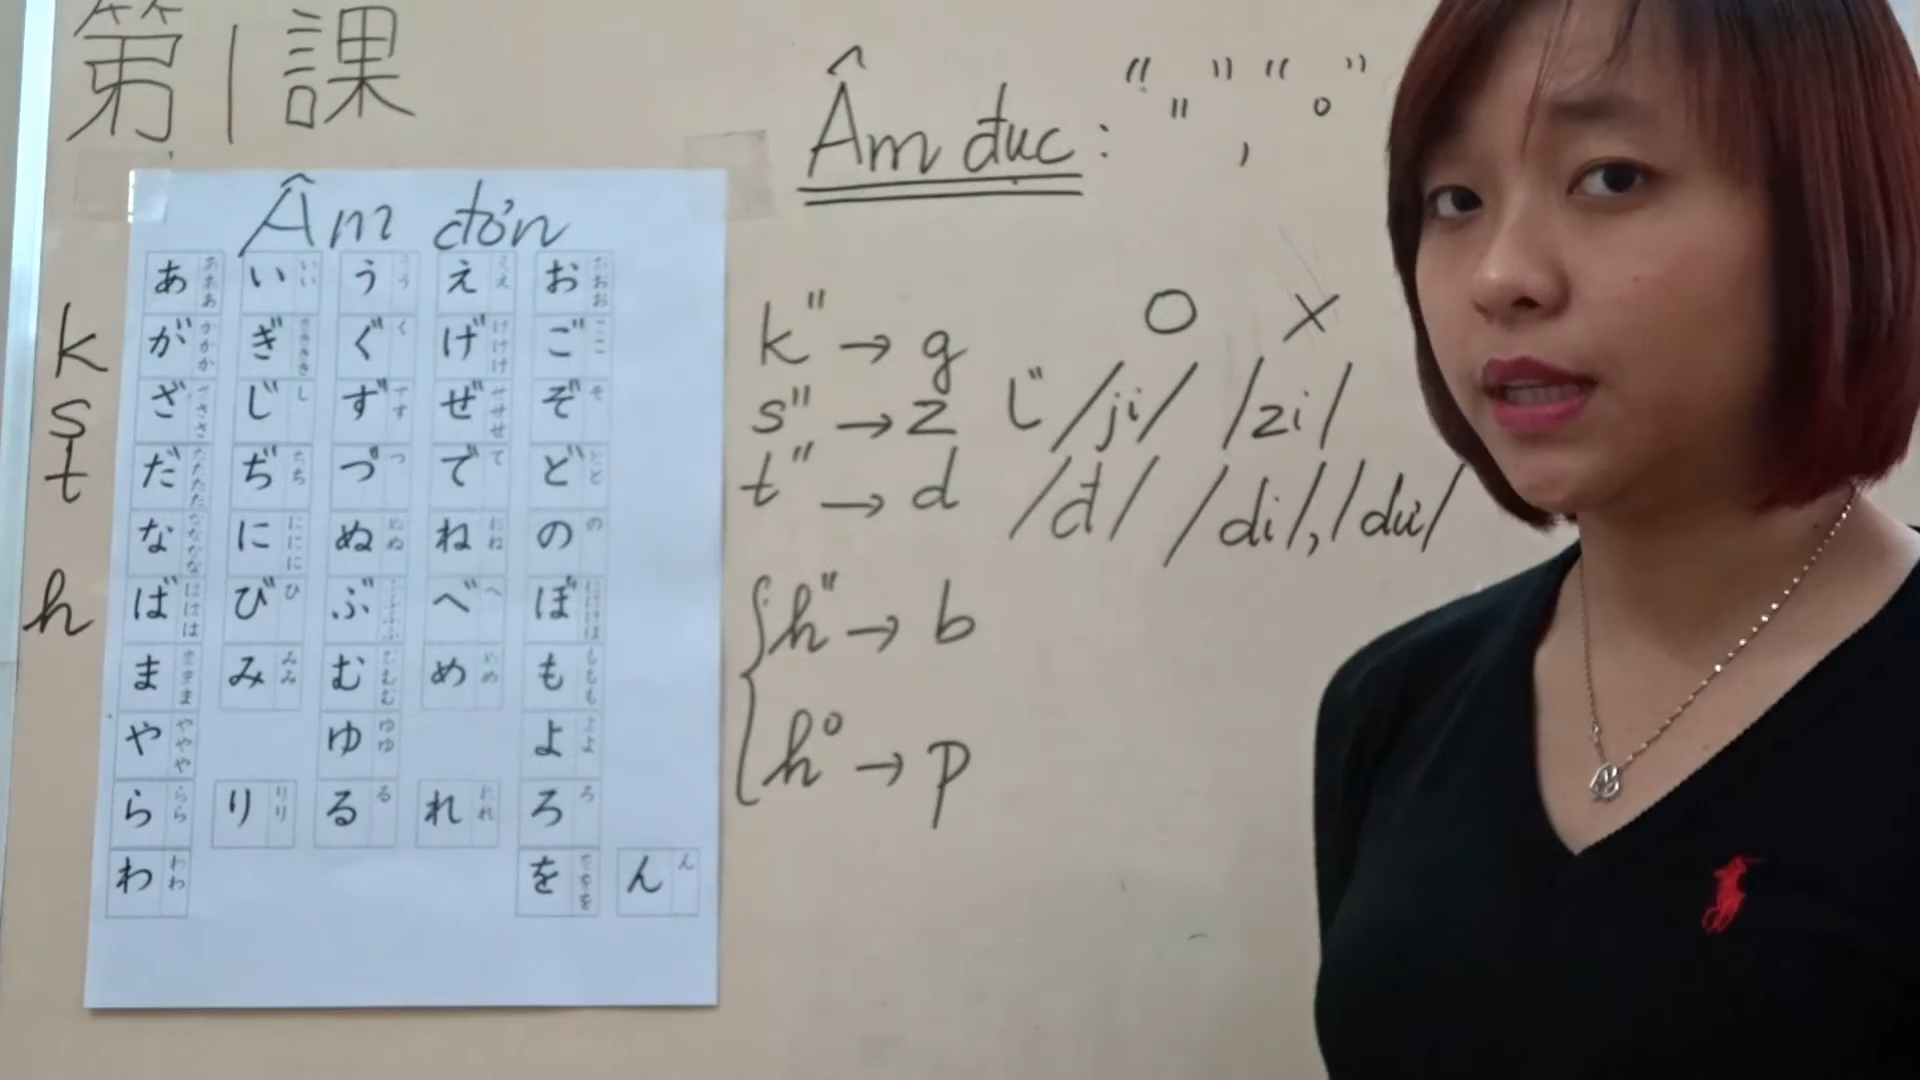 第1課
Âm đục: " " ", " ° "
Âm đơn
あ い う え お
k が ぎ ぐ げ ご
s ざ じ ず ぜ ぞ
t だ ぢ づ で ど
な に ぬ ね の
h ば び ぶ べ ぼ
ま み む め も
や ゆ よ
ら り る れ ろ
わ を ん
O X
k" → g
s" → z じ /ji/ /zi/
t" → d /đ/ /di/, /dư/
h" → b
h° → p